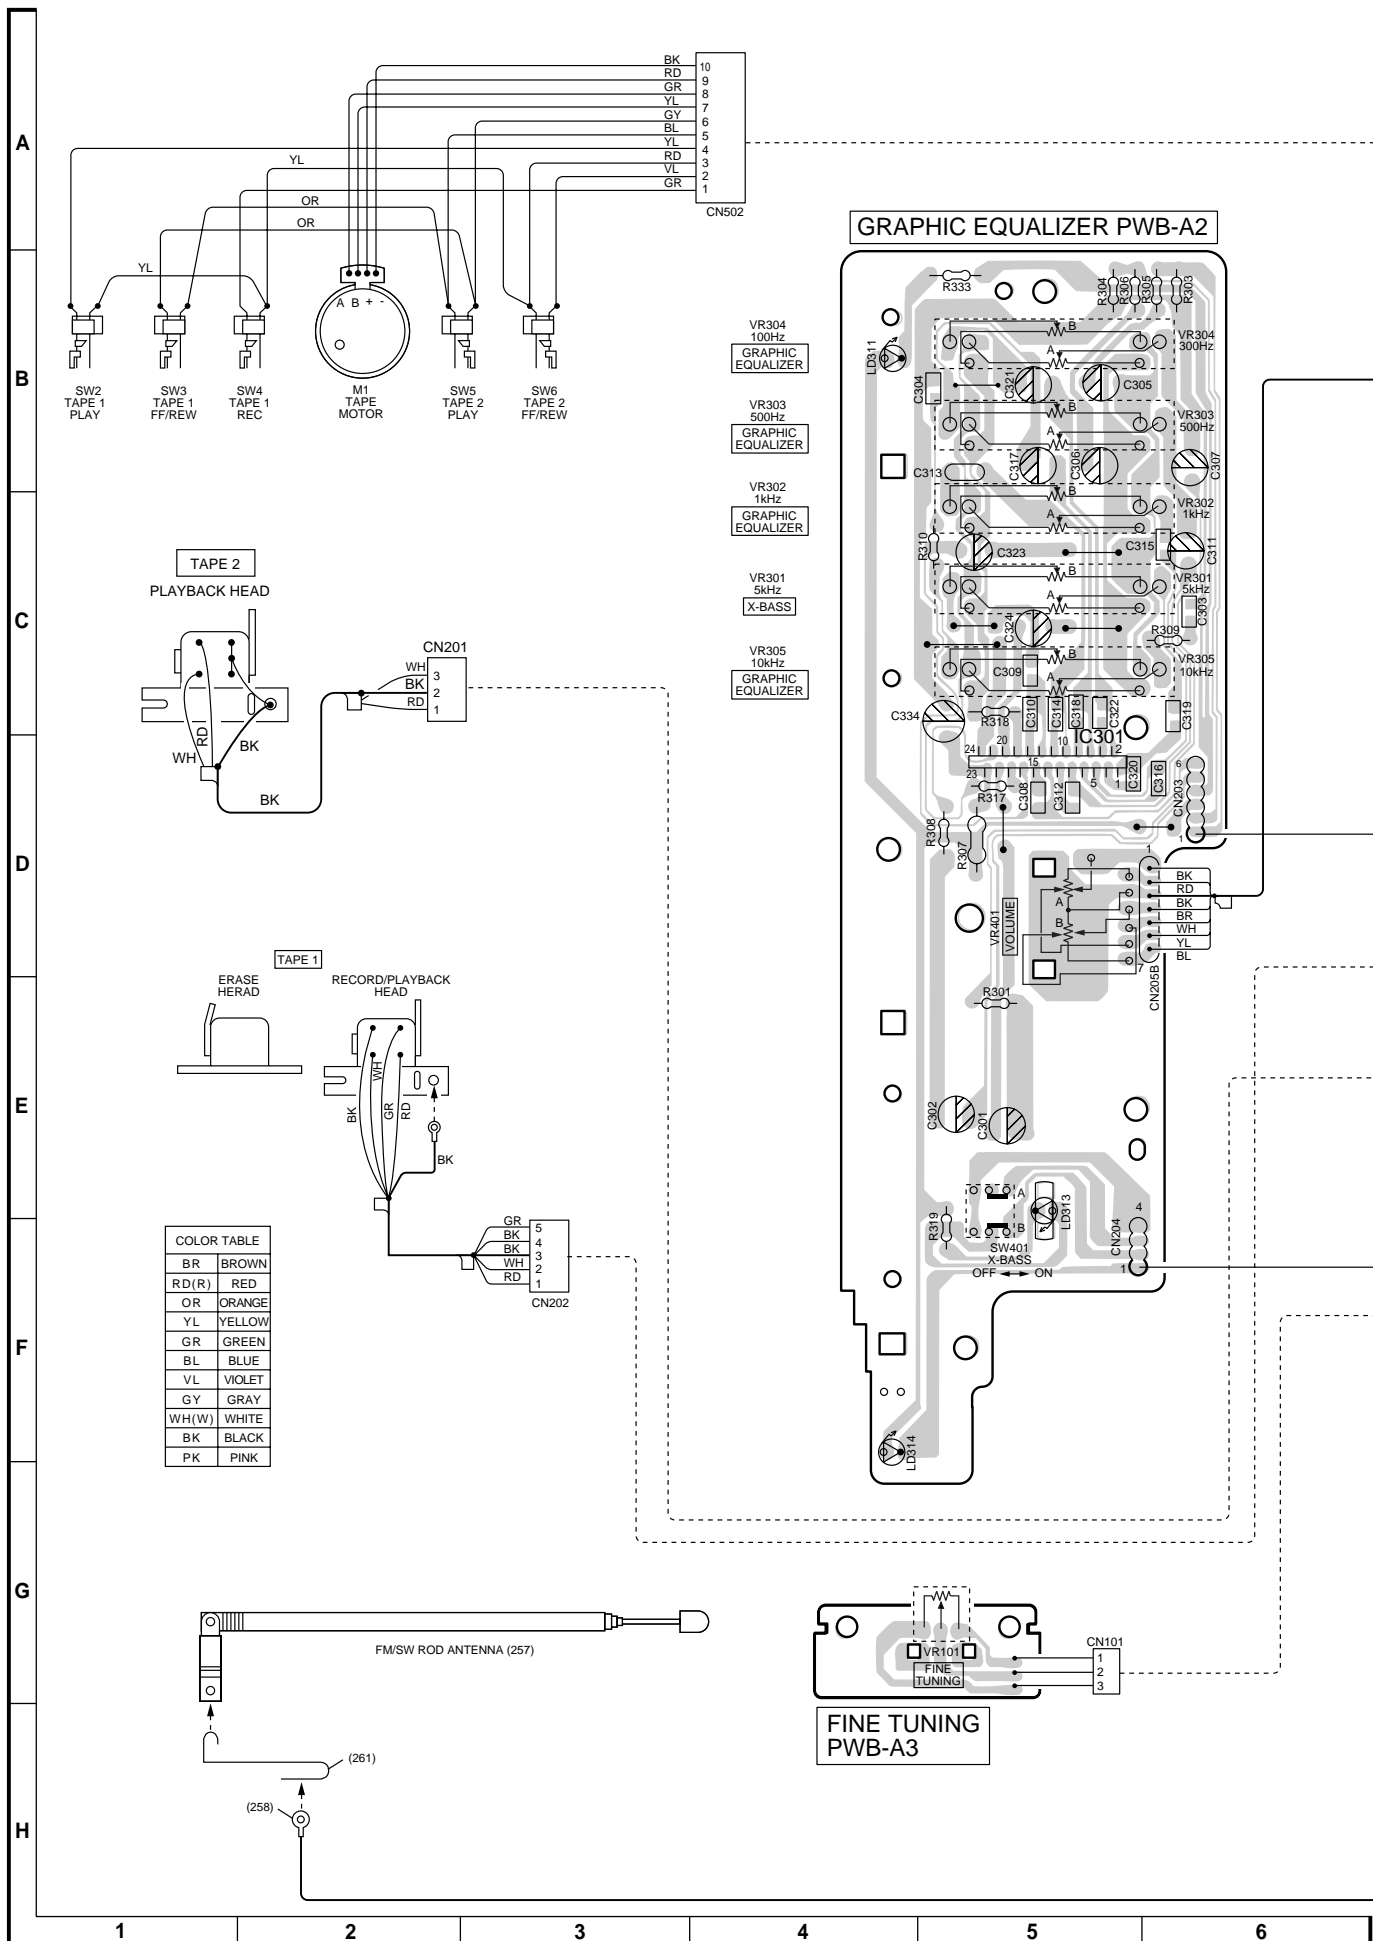 A
B
C
D
E
F
G
H
1
2
3
4
5
6
BK 10
RD 9
GR 8
YL 7
GY 6
BL 5
YL 4
RD 3
VL 2
GR 1
CN502
YL
OR
OR
YL
A B + -
SW2
TAPE 1
PLAY
SW3
TAPE 1
FF/REW
SW4
TAPE 1
REC
M1
TAPE
MOTOR
SW5
TAPE 2
PLAY
SW6
TAPE 2
FF/REW
GRAPHIC EQUALIZER PWB-A2
VR304
100Hz
GRAPHIC
EQUALIZER
VR303
500Hz
GRAPHIC
EQUALIZER
VR302
1kHz
GRAPHIC
EQUALIZER
VR301
5kHz
X-BASS
VR305
10kHz
GRAPHIC
EQUALIZER
R333
R304
R306
R305
R303
LD311
B
A
VR304
300Hz
C304
C321
C305
B
A
VR303
500Hz
C313
C317
C306
C307
B
A
VR302
1kHz
R310
C323
C315
C311
B
A
VR301
5kHz
C303
C324
R309
B
A
VR305
10kHz
C309
C334
R318
C310
C314
C318
C322
C319
IC301
24
20
10
2
15
23
5
1
R317
C308
C312
C320
C316
6
CN203
1
R308
R307
VR401
VOLUME
A
B
1
7
CN205B
BK
RD
BK
BR
WH
YL
BL
R301
C302
C301
R319
A
B
SW401
X-BASS
OFF ON
LD313
4
CN204
1
LD314
TAPE 2
PLAYBACK HEAD
WH
RD
BK
BK
CN201
WH 3
BK 2
RD 1
TAPE 1
ERASE
HERAD
RECORD/PLAYBACK
HEAD
BK
WH
GR
RD
BK
GR 5
BK 4
BK 3
WH 2
RD 1
CN202
COLOR TABLE
BR BROWN
RD(R) RED
OR ORANGE
YL YELLOW
GR GREEN
BL BLUE
VL VIOLET
GY GRAY
WH(W) WHITE
BK BLACK
PK PINK
FM/SW ROD ANTENNA (257)
(261)
(258)
VR101
FINE
TUNING
CN101
1
2
3
FINE TUNING
PWB-A3